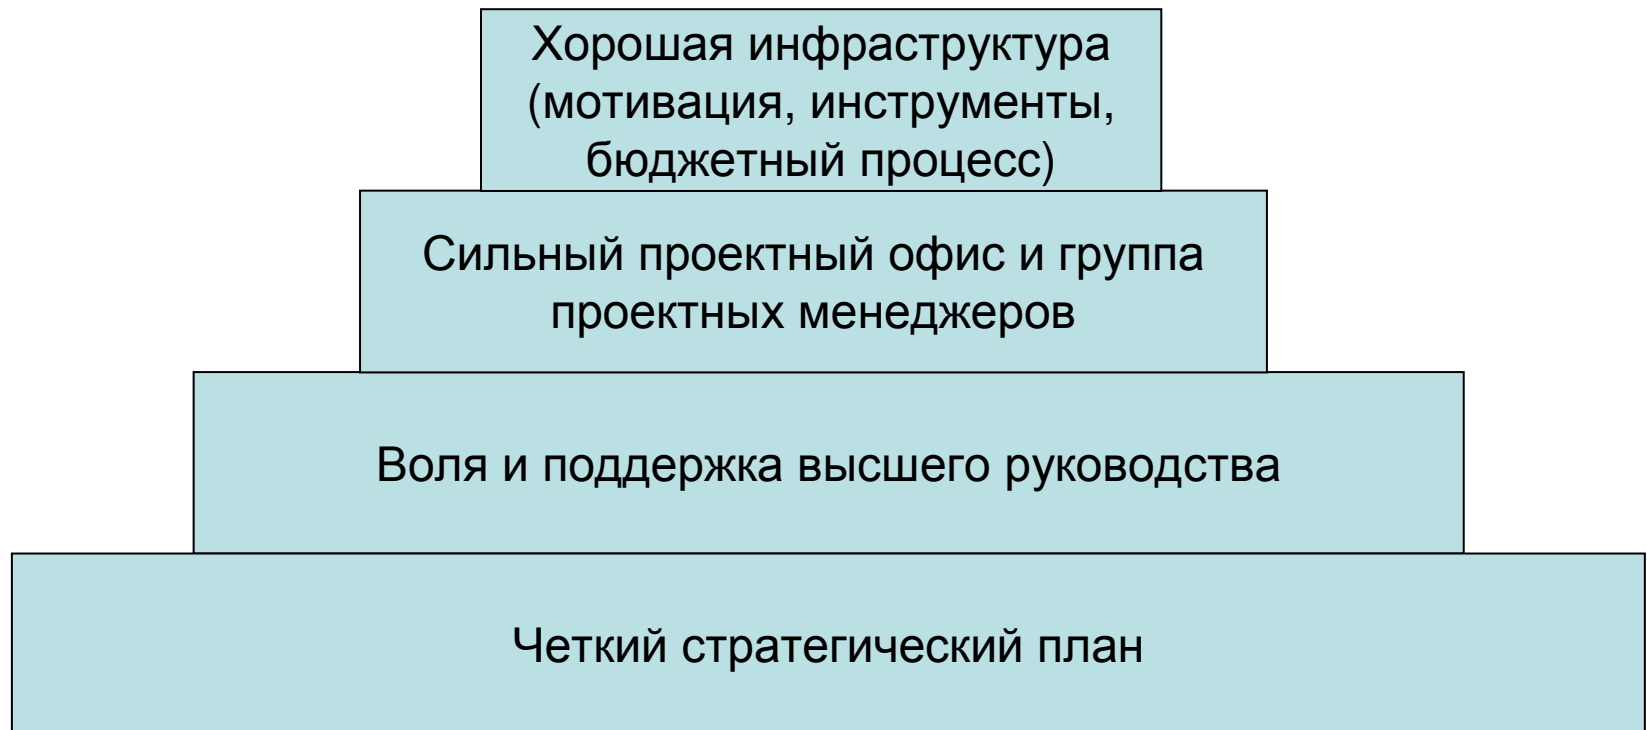 Хорошая инфраструктура
(мотивация, инструменты,
бюджетный процесс)
Сильный проектный офис и группа
проектных менеджеров
Воля и поддержка высшего руководства
Четкий стратегический план